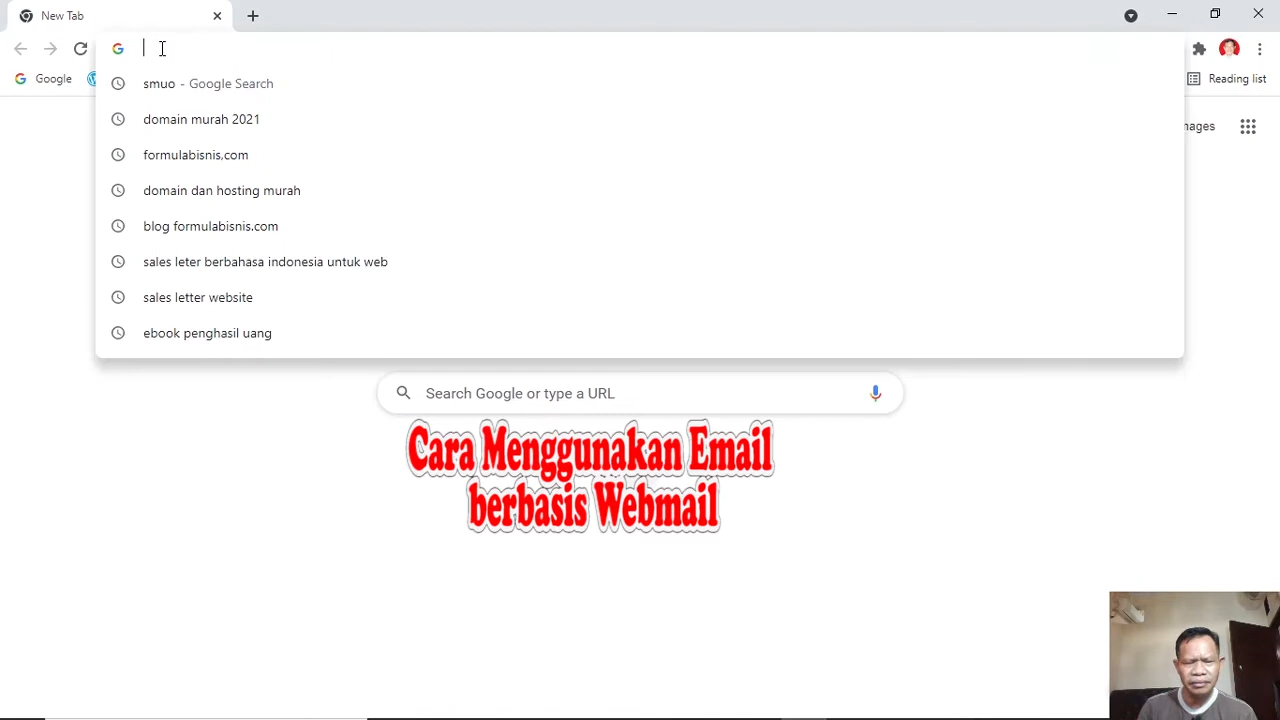 New Tab
Google
Reading list
smuo - Google Search
domain murah 2021
formulabisnis,com
domain dan hosting murah
blog formulabisnis.com
sales leter berbahasa indonesia untuk web
sales letter website
ebook penghasil uang
Search Google or type a URL
Cara Menggunakan Email
berbasis Webmail